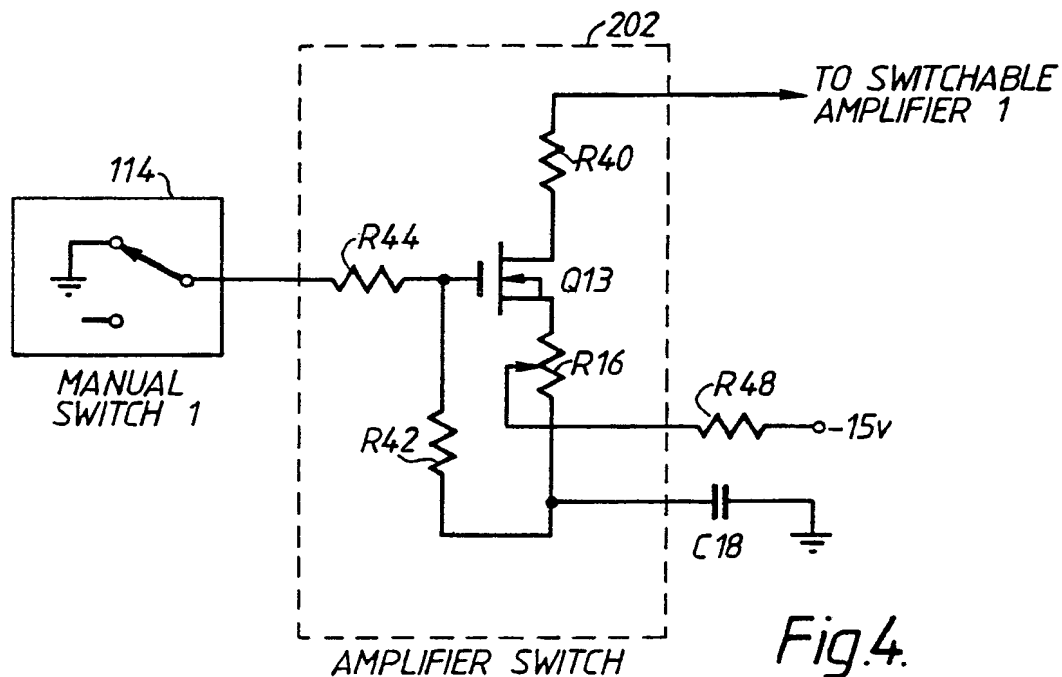 202
TO SWITCHABLE
AMPLIFIER 1
R40
114
R44
Q13
R16
MANUAL
SWITCH 1
R48
-15v
R42
C18
AMPLIFIER SWITCH
Fig.4.